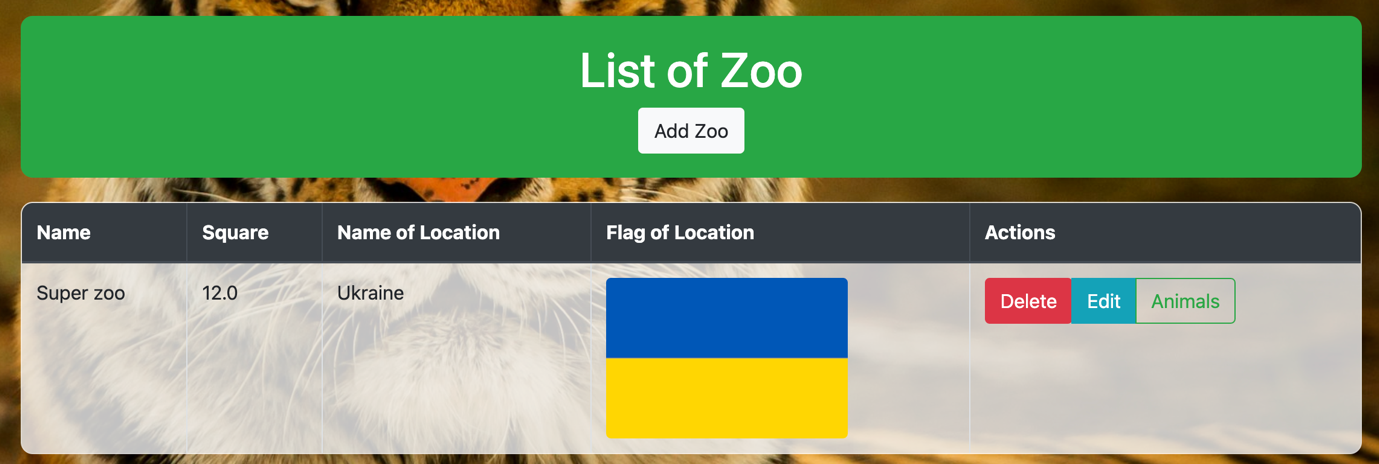 List of Zoo
Add Zoo
Name Square Name of Location Flag of Location Actions
Super zoo 12.0 Ukraine Delete Edit Animals